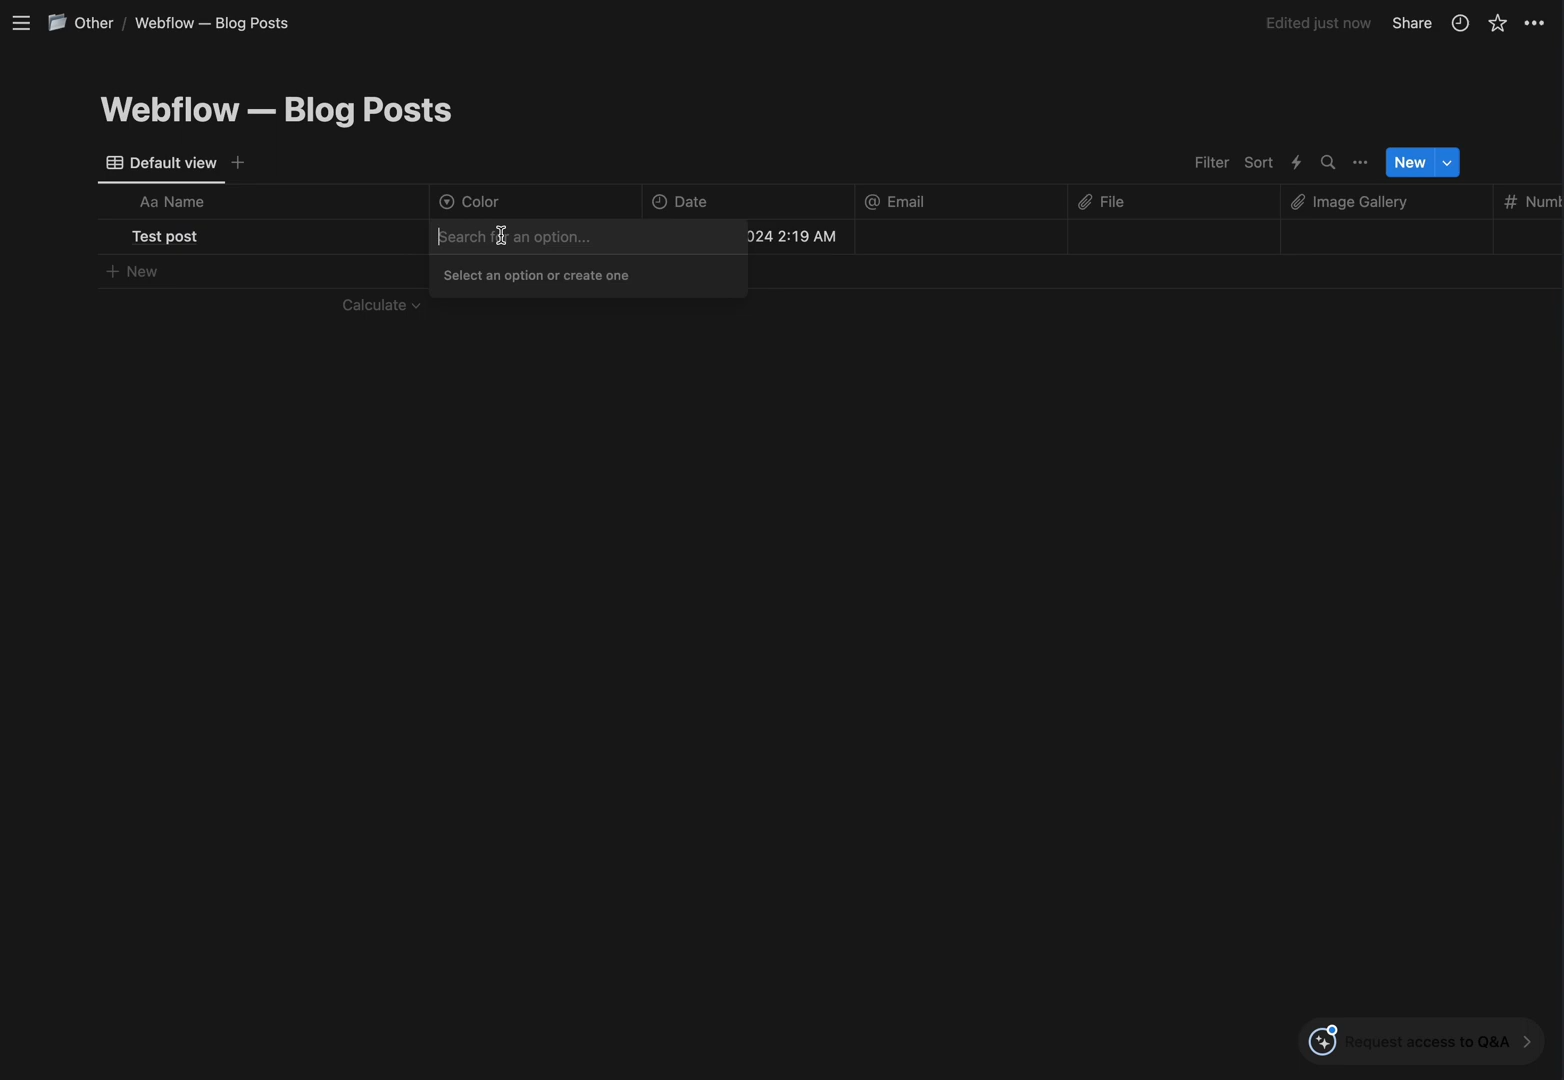 Other / Webflow — Blog Posts
Edited just now Share
Webflow — Blog Posts
Default view
Filter Sort New
Aa Name Color Date @ Email File Image Gallery #
Test post Search for an option... 024 2:19 AM
+ New
Select an option or create one
Calculate
Request access to Q&A